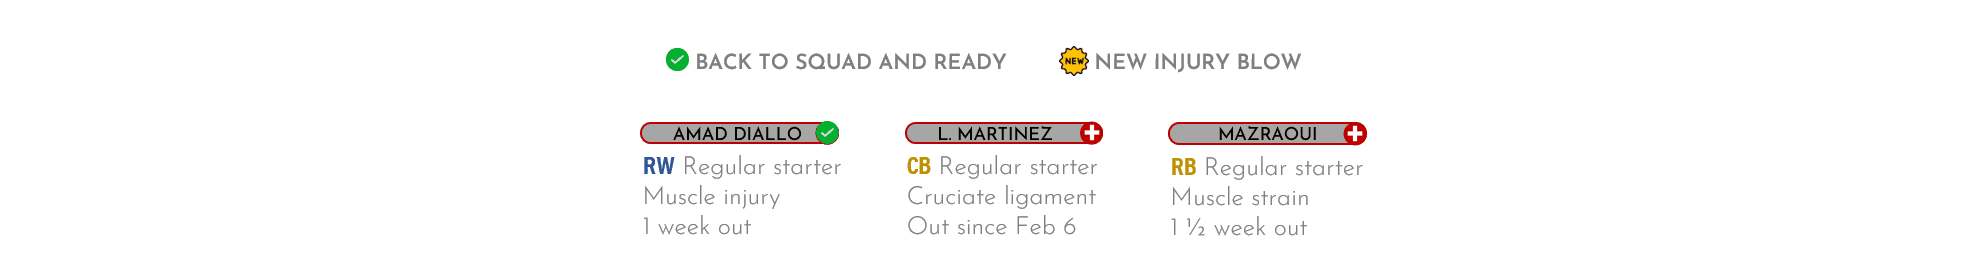 BACK TO SQUAD AND READY
NEW NEW INJURY BLOW
AMAD DIALLO
RW Regular starter
Muscle injury
1 week out
L. MARTINEZ
CB Regular starter
Cruciate ligament
Out since Feb 6
MAZRAOUI
RB Regular starter
Muscle strain
1 ½ week out